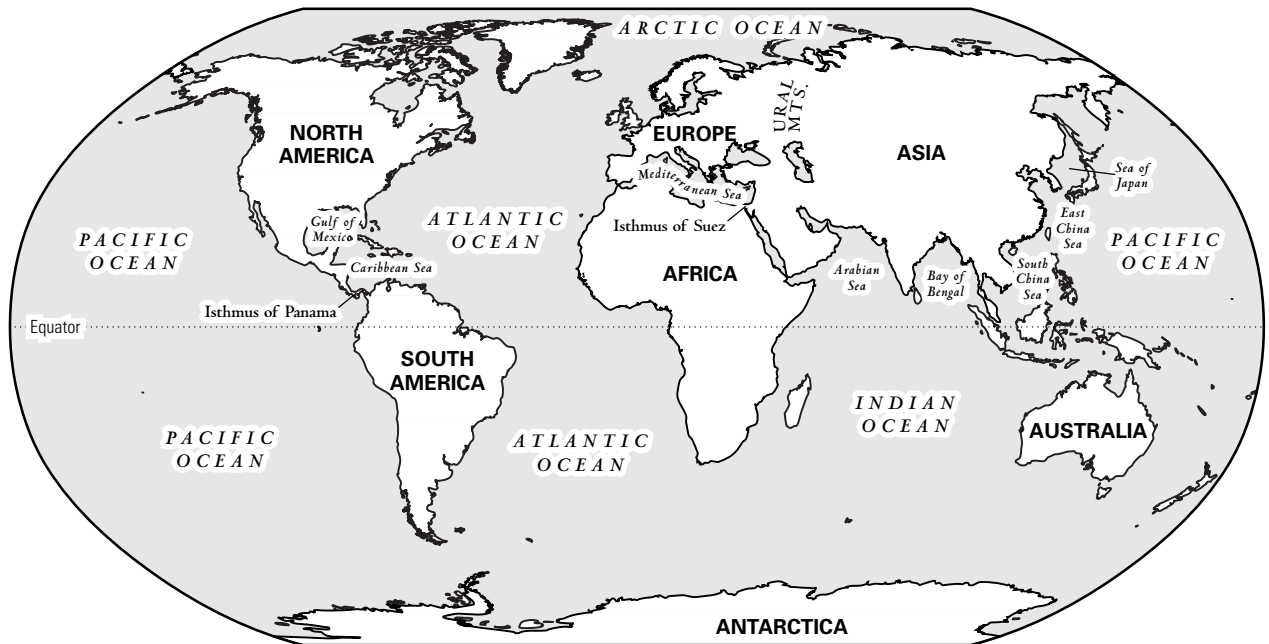 ARCTIC OCEAN
URAL
MTS.
NORTH
AMERICA
EUROPE
ASIA
Sea of
Japan
Mediterranean Sea
Isthmus of Suez
Gulf of
Mexico
ATLANTIC
OCEAN
East
China
Sea
PACIFIC
OCEAN
PACIFIC
OCEAN
Caribbean Sea
AFRICA
Arabian
Sea
Bay of
Bengal
South
China
Sea
Isthmus of Panama
Equator
SOUTH
AMERICA
INDIAN
OCEAN
AUSTRALIA
PACIFIC
OCEAN
ATLANTIC
OCEAN
ANTARCTICA